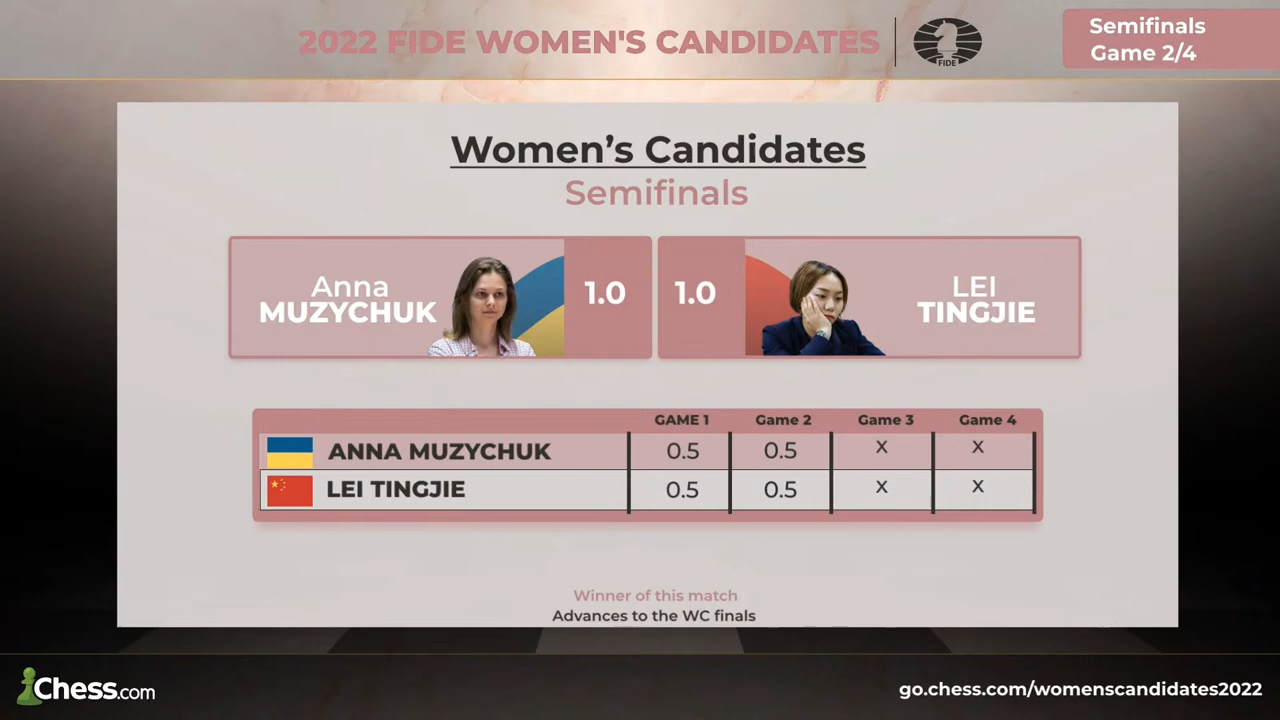 2022 FIDE WOMEN'S CANDIDATES
FIDE
Semifinals
Game 2/4
Women’s Candidates
Semifinals
Anna
MUZYCHUK
1.0
1.0
LEI
TINGJIE
GAME 1 Game 2 Game 3 Game 4
ANNA MUZYCHUK 0.5 0.5 X X
LEI TINGJIE 0.5 0.5 X X
Winner of this match
Advances to the WC finals
Chess.com
go.chess.com/womenscandidates2022